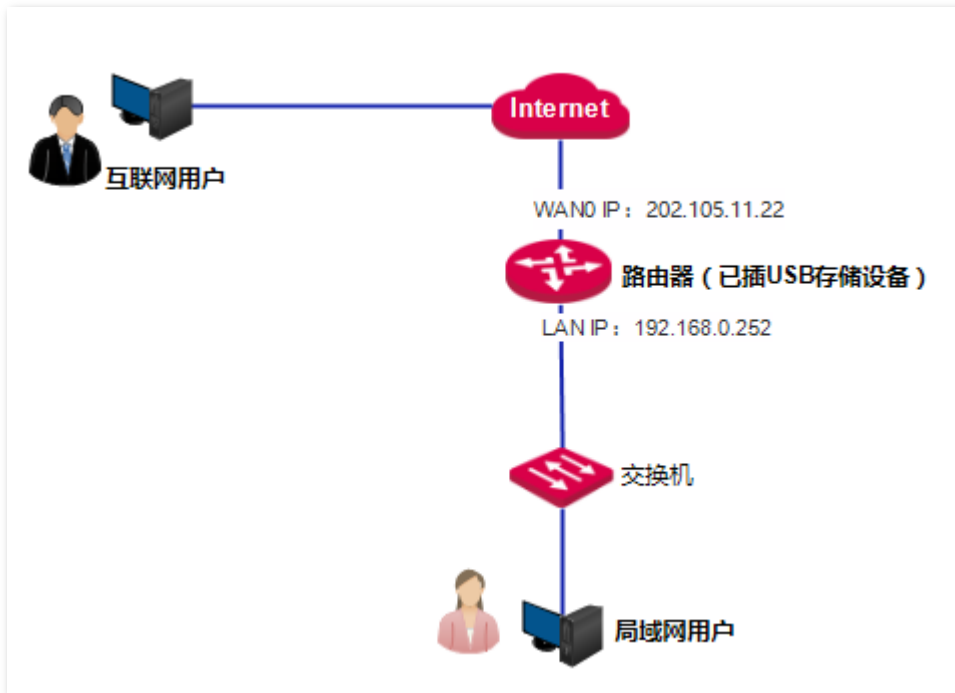 Internet
互联网用户
WAN0 IP：202.105.11.22
路由器（已插USB存储设备）
LAN IP：192.168.0.252
交换机
局域网用户